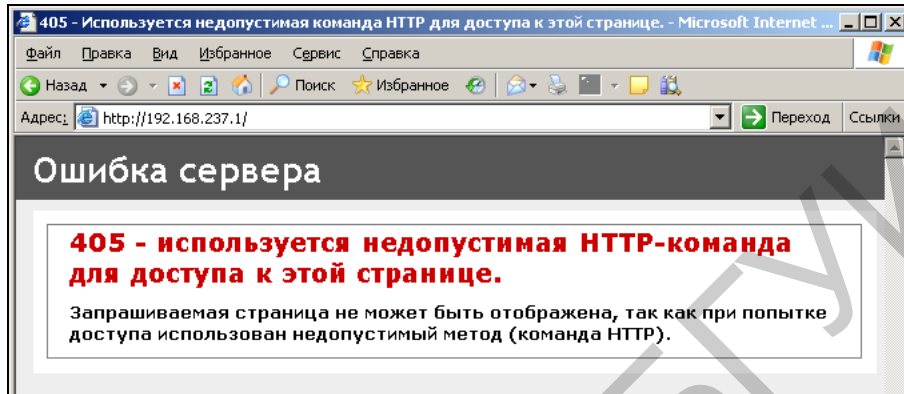 405 - Используется недопустимая команда HTTP для доступа к этой странице. - Microsoft Internet ...
Файл Правка Вид Избранное Сервис Справка
Назад Поиск Избранное
Адрес: http://192.168.237.1/ Переход Ссылки
Ошибка сервера
405 - используется недопустимая HTTP-команда
для доступа к этой странице.
Запрашиваемая страница не может быть отображена, так как при попытке
доступа использован недопустимый метод (команда HTTP).